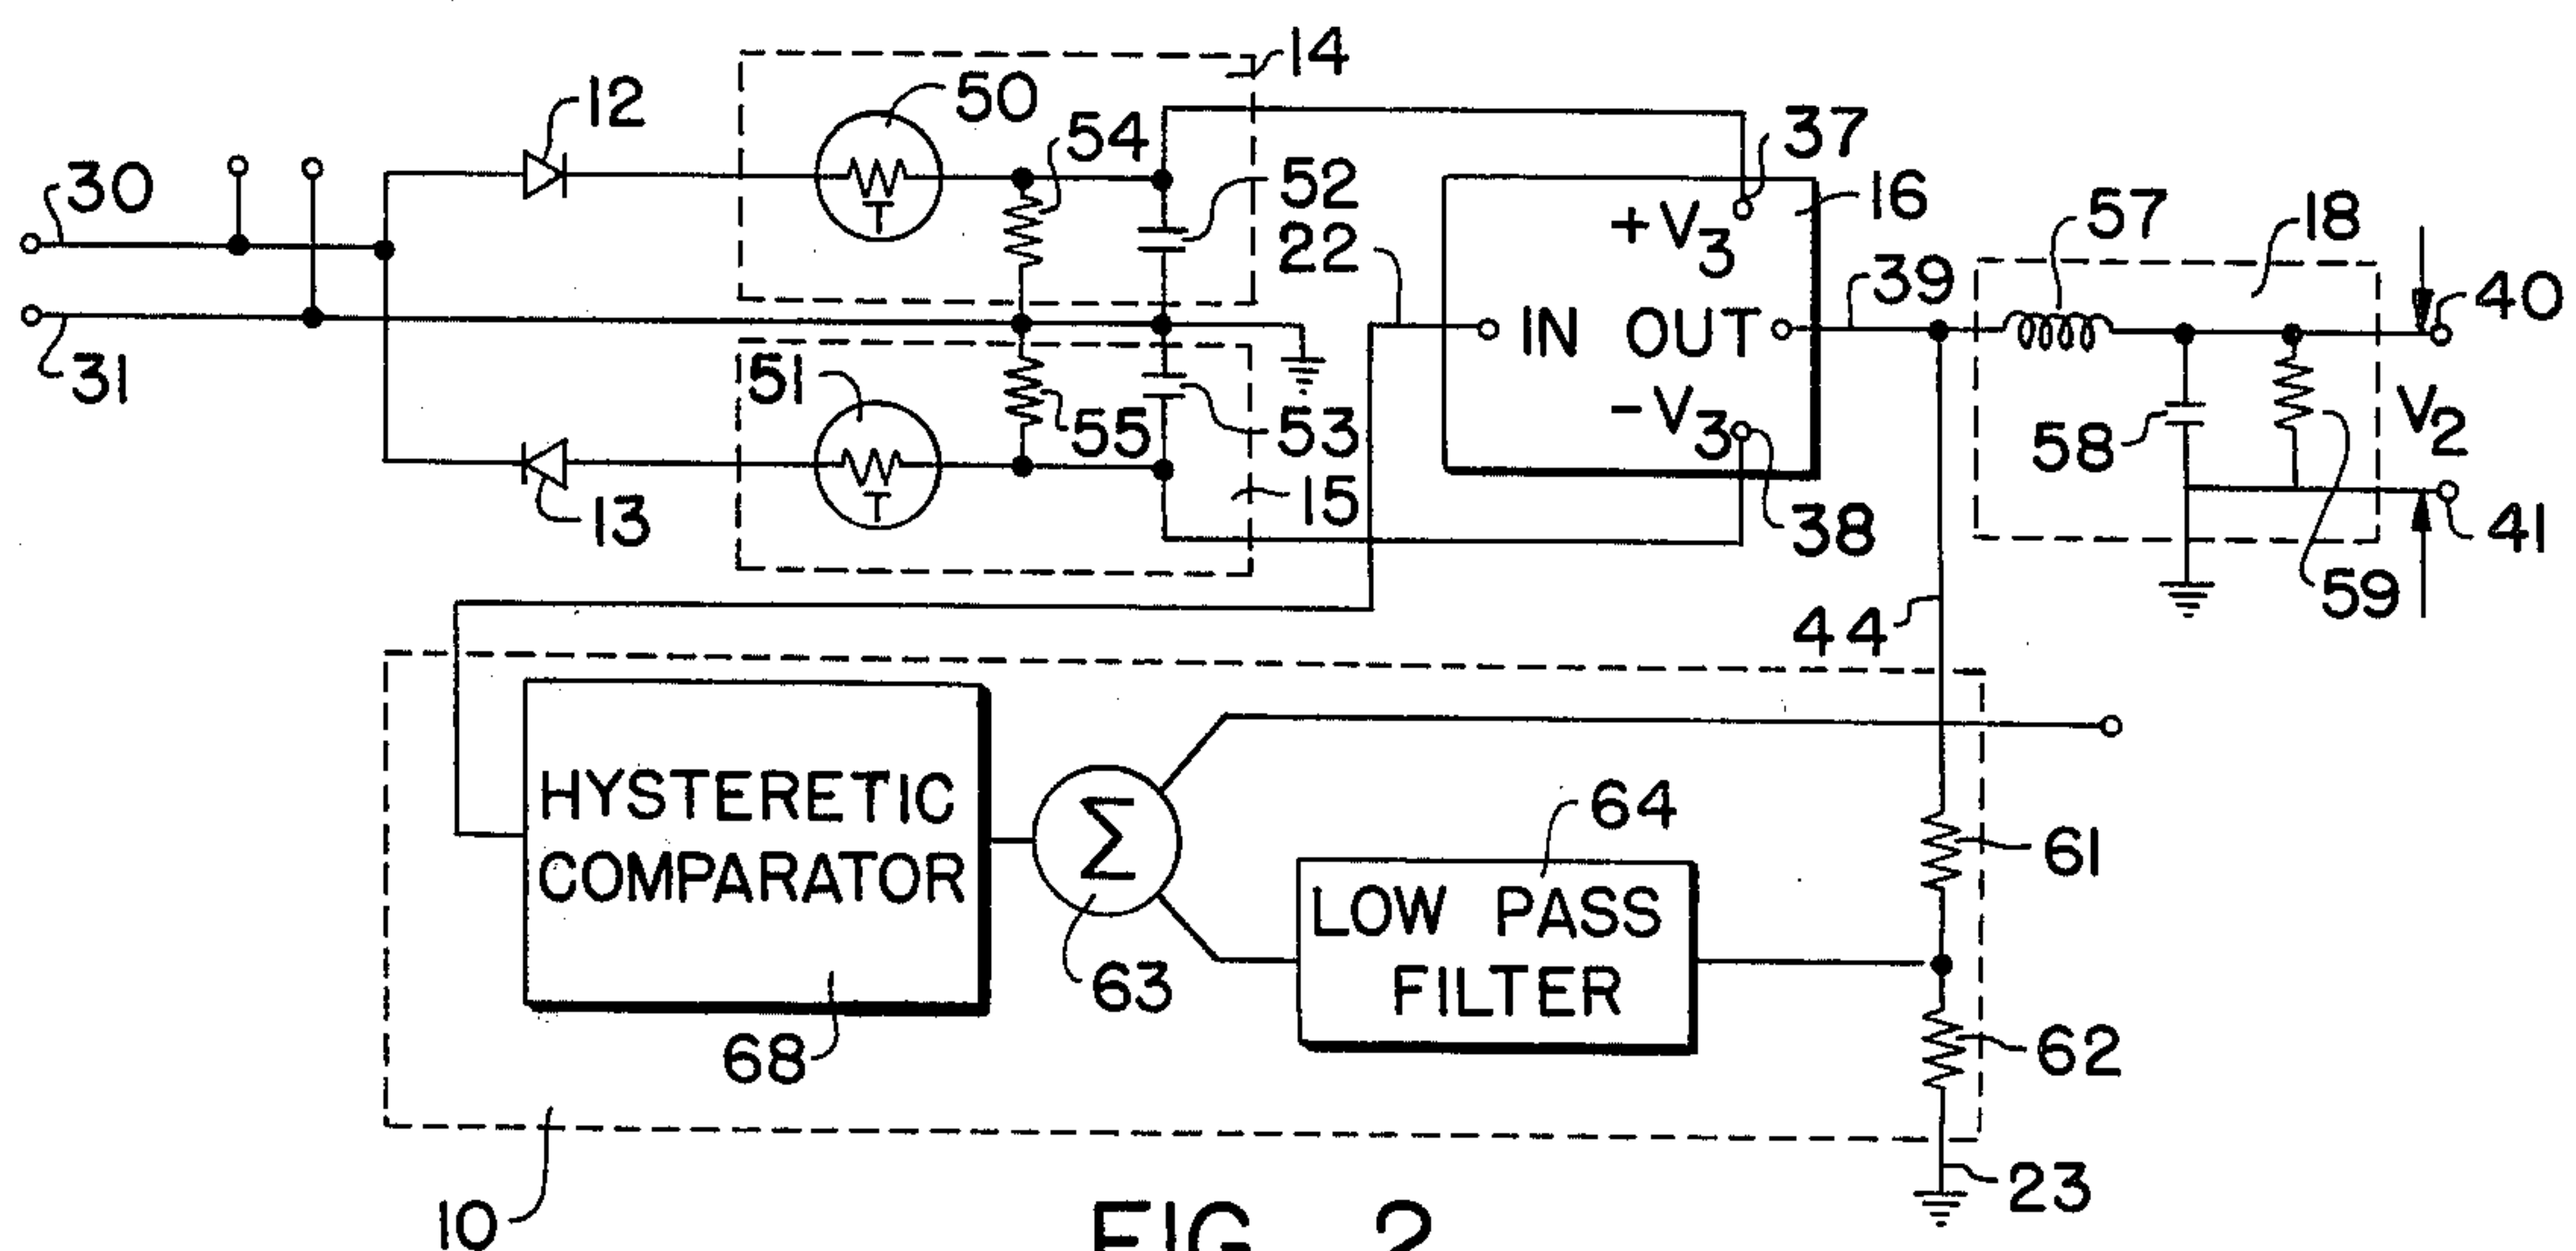 14
50
12
54
37
30
52
16
+V3
57
18
22
39
40
IN OUT
31
51
-V3
V2
55
53
58
15
13
38
41
59
44
HYSTERETIC
COMPARATOR
Σ
64
61
LOW PASS
FILTER
63
68
62
23
10
FIG. 2
T
T